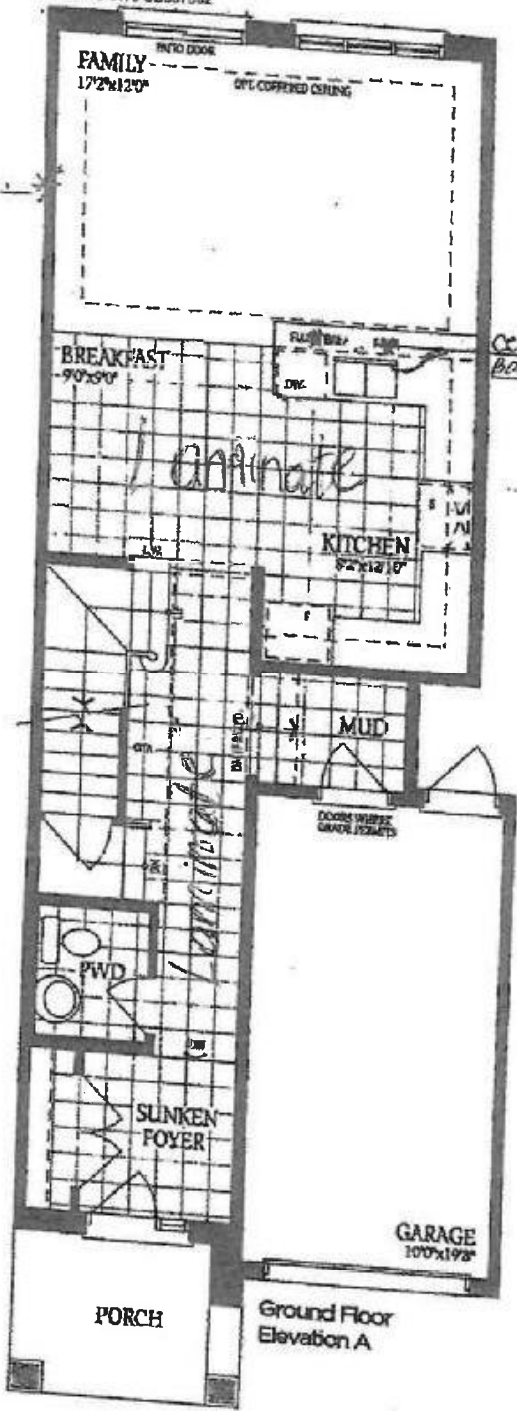 PATIO DOOR
FAMILY
17'2"x12'0"
OPT. COFFERED CEILING
BREAKFAST
9'0"x9'0"
DW.
Laminate
KITCHEN
MUD
DOORS WHERE
GRADE PERMITS
Laminate
PWD
SUNKEN
FOYER
GARAGE
10'0"x19'8"
PORCH
Ground Floor
Elevation A